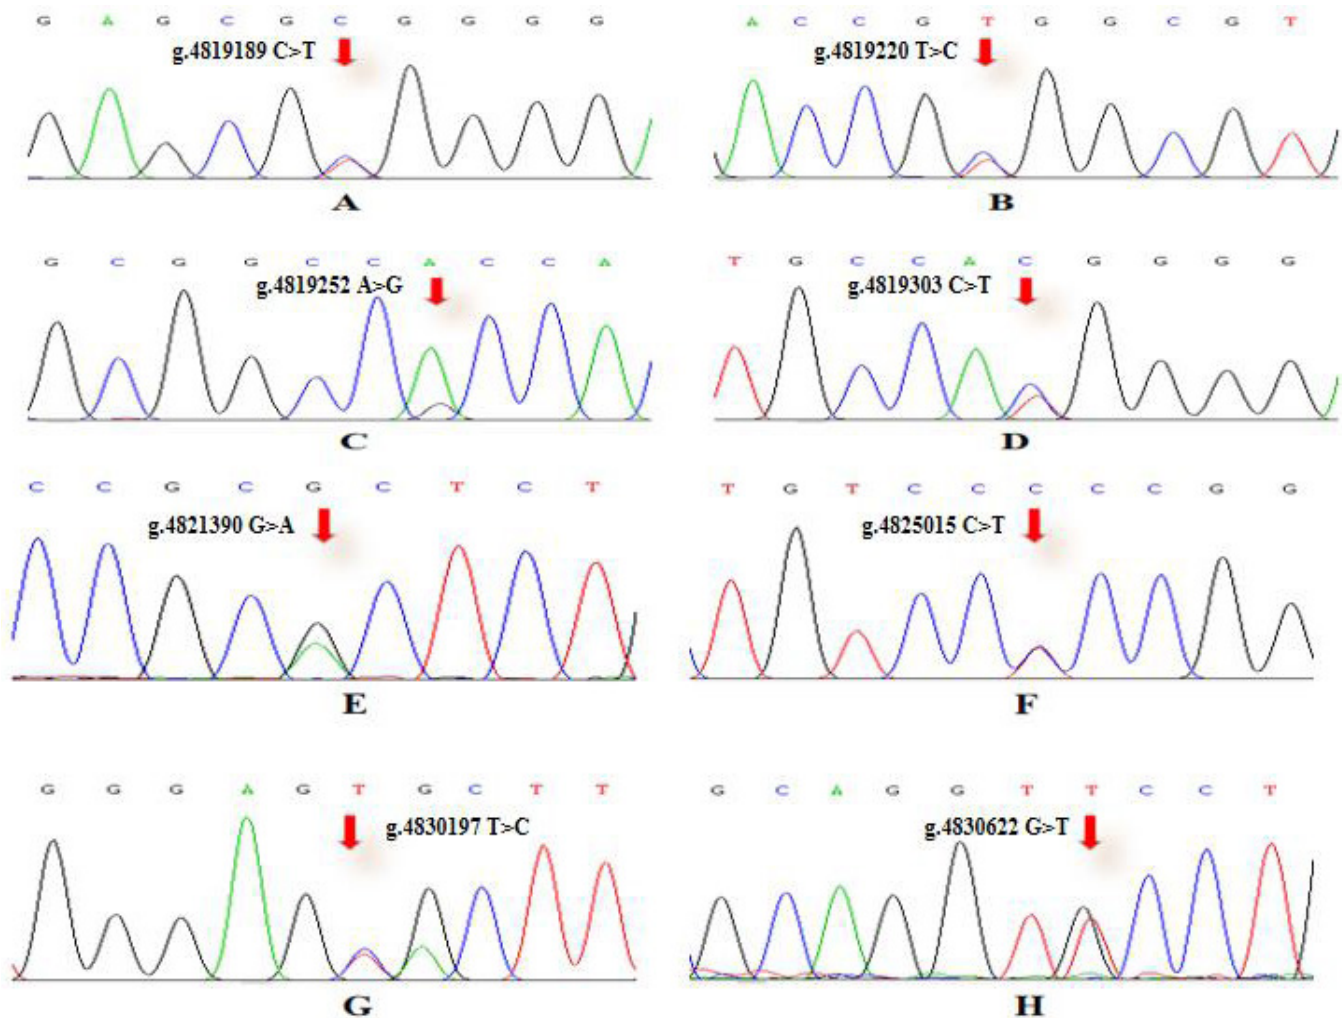 G A G C G C G G G G
g.4819189 C>T
A
A C C G T G G C G T
g.4819220 T>C
B
G C G G C C A C C A
g.4819252 A>G
C
T G C C A C G G G G
g.4819303 C>T
D
C C G C G C T C T
g.4821390 G>A
E
T G T C C C C C G G
g.4825015 C>T
F
G G G A G T G C T T
g.4830197 T>C
G
G C A G G T T C C T
g.4830622 G>T
H